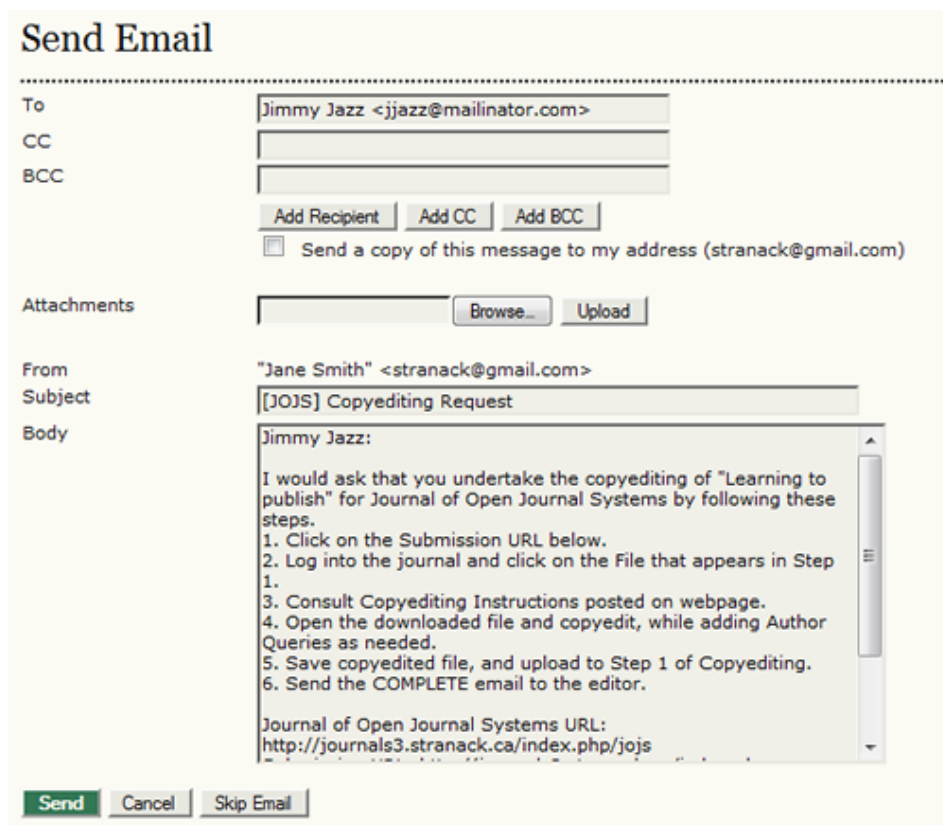 Send Email
To
Jimmy Jazz <jjazz@mailinator.com>
CC
BCC
Add Recipient Add CC Add BCC
Send a copy of this message to my address (stranack@gmail.com)
Attachments
Browse... Upload
From "Jane Smith" <stranack@gmail.com>
Subject [JOJS] Copyediting Request
Body
Jimmy Jazz:
I would ask that you undertake the copyediting of "Learning to
publish" for Journal of Open Journal Systems by following these
steps.
1. Click on the Submission URL below.
2. Log into the journal and click on the File that appears in Step
1.
3. Consult Copyediting Instructions posted on webpage.
4. Open the downloaded file and copyedit, while adding Author
Queries as needed.
5. Save copyedited file, and upload to Step 1 of Copyediting.
6. Send the COMPLETE email to the editor.
Journal of Open Journal Systems URL:
http://journals3.stranack.ca/index.php/jojs
Send Cancel Skip Email